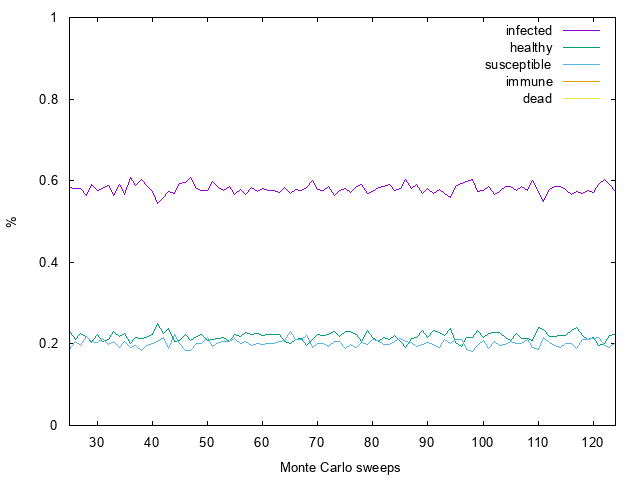 1
0.8
0.6
0.4
0.2
0
%
infected
healthy
susceptible
immune
dead
30 40 50 60 70 80 90 100 110 120
Monte Carlo sweeps